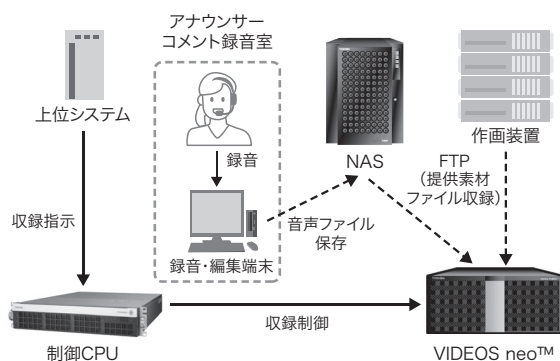 アナウンサー
コメント録音室
上位システム
録音
NAS
作画装置
FTP
（提供素材
ファイル収録）
収録指示
音声ファイル
保存
録音・編集端末
収録制御
制御CPU
VIDEOS neo™